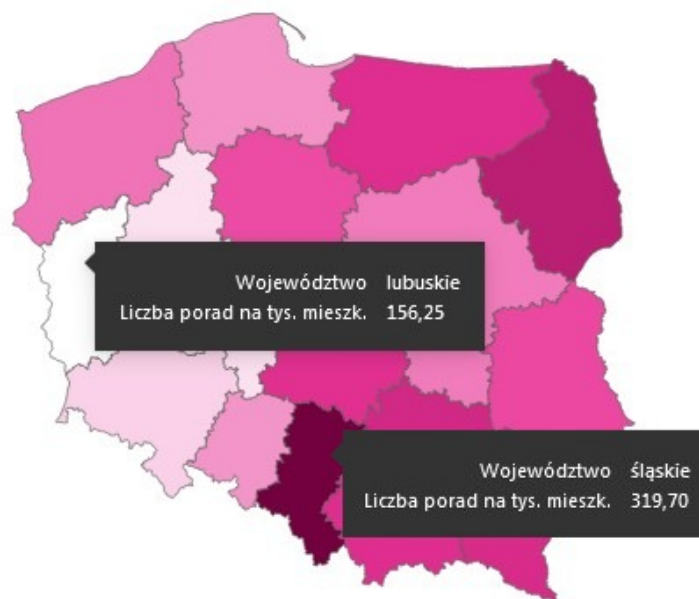 Województwo lubuskie
Liczba porad na tys. mieszk. 156,25
Województwo śląskie
Liczba porad na tys. mieszk. 319,70